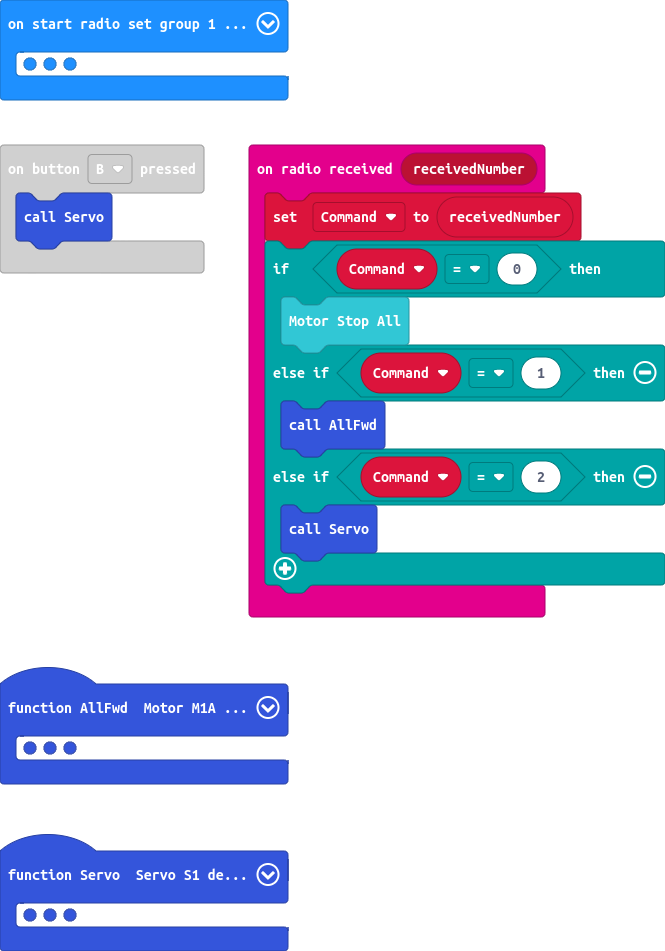 on start radio set group 1 ...
on button B pressed
call Servo
on radio received receivedNumber
set Command to receivedNumber
if Command = 0 then
Motor Stop All
else if Command = 1 then
call AllFwd
else if Command = 2 then
call Servo
function AllFwd Motor M1A ...
function Servo Servo S1 de...